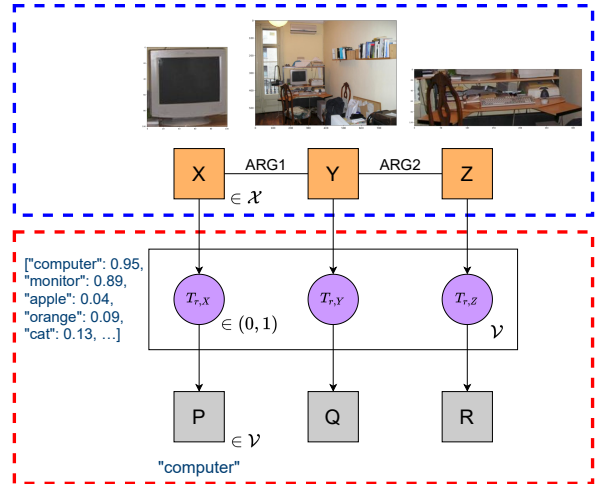 X ARG1 Y ARG2 Z
∈ 𝒳
["computer": 0.95,
"monitor": 0.89,
"apple": 0.04,
"orange": 0.09,
"cat": 0.13, ...]
T_{r,X} T_{r,Y} T_{r,Z}
∈ (0, 1)
𝒱
P Q R
∈ 𝒱
"computer"